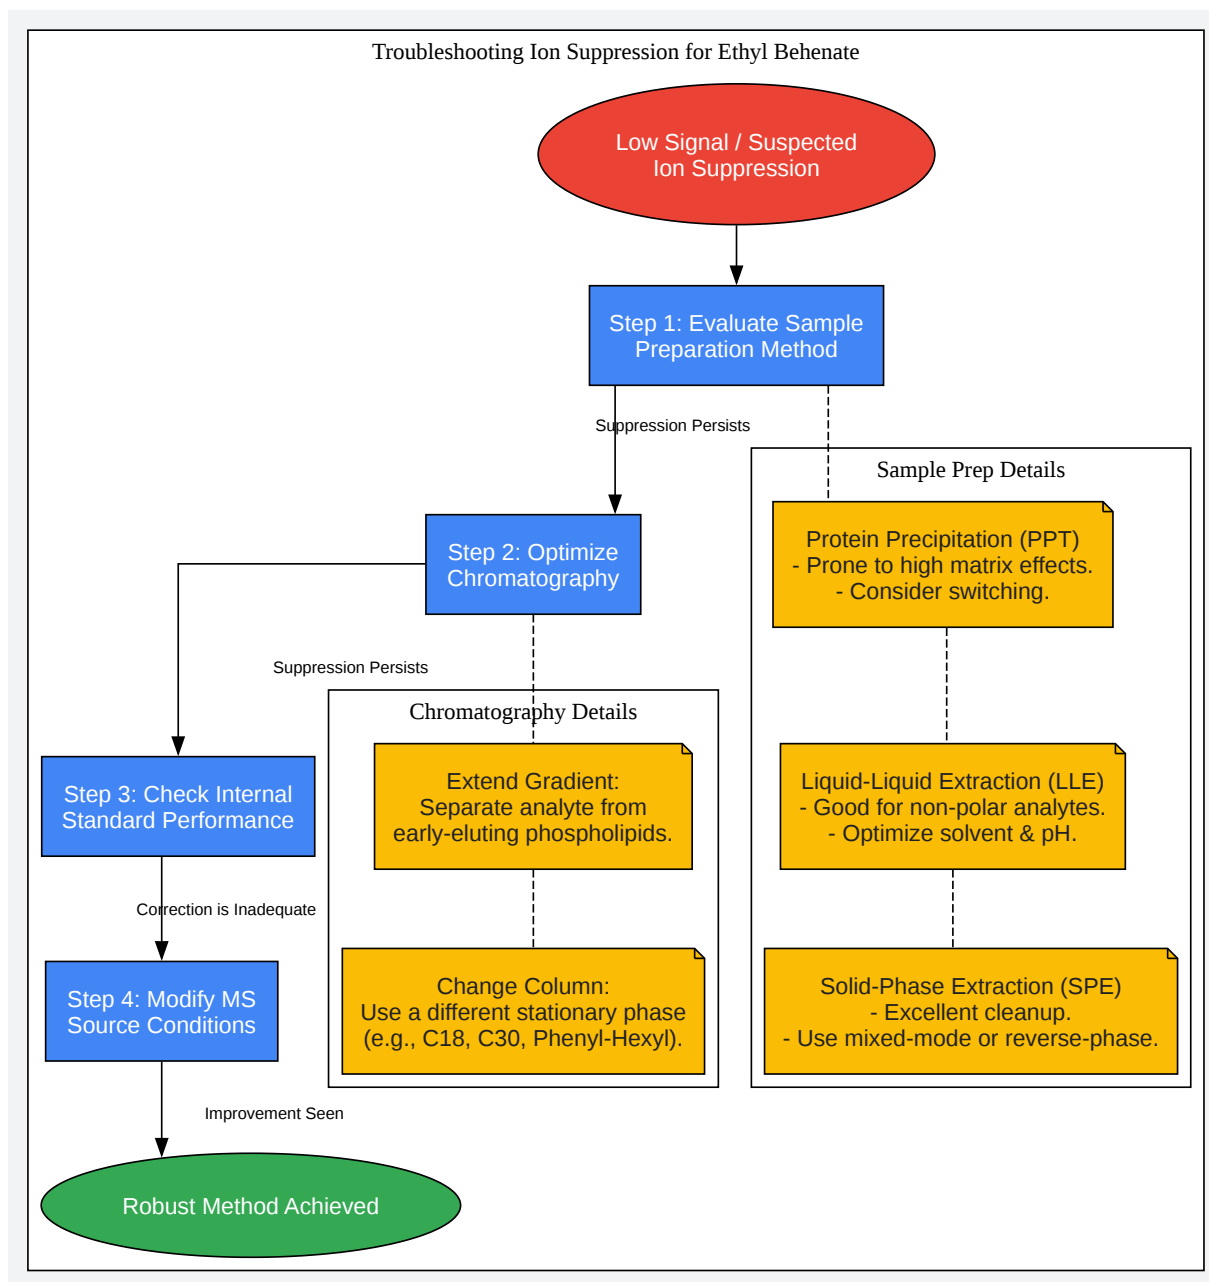 Troubleshooting Ion Suppression for Ethyl Behenate
Low Signal / Suspected
Ion Suppression
Step 1: Evaluate Sample
Preparation Method
Suppression Persists
Sample Prep Details
Protein Precipitation (PPT)
- Prone to high matrix effects.
- Consider switching.
Step 2: Optimize
Chromatography
Suppression Persists
Chromatography Details
Extend Gradient:
Separate analyte from
early-eluting phospholipids.
Liquid-Liquid Extraction (LLE)
- Good for non-polar analytes.
- Optimize solvent & pH.
Step 3: Check Internal
Standard Performance
Correction is Inadequate
Change Column:
Use a different stationary phase
(e.g., C18, C30, Phenyl-Hexyl).
Solid-Phase Extraction (SPE)
- Excellent cleanup.
- Use mixed-mode or reverse-phase.
Step 4: Modify MS
Source Conditions
Improvement Seen
Robust Method Achieved